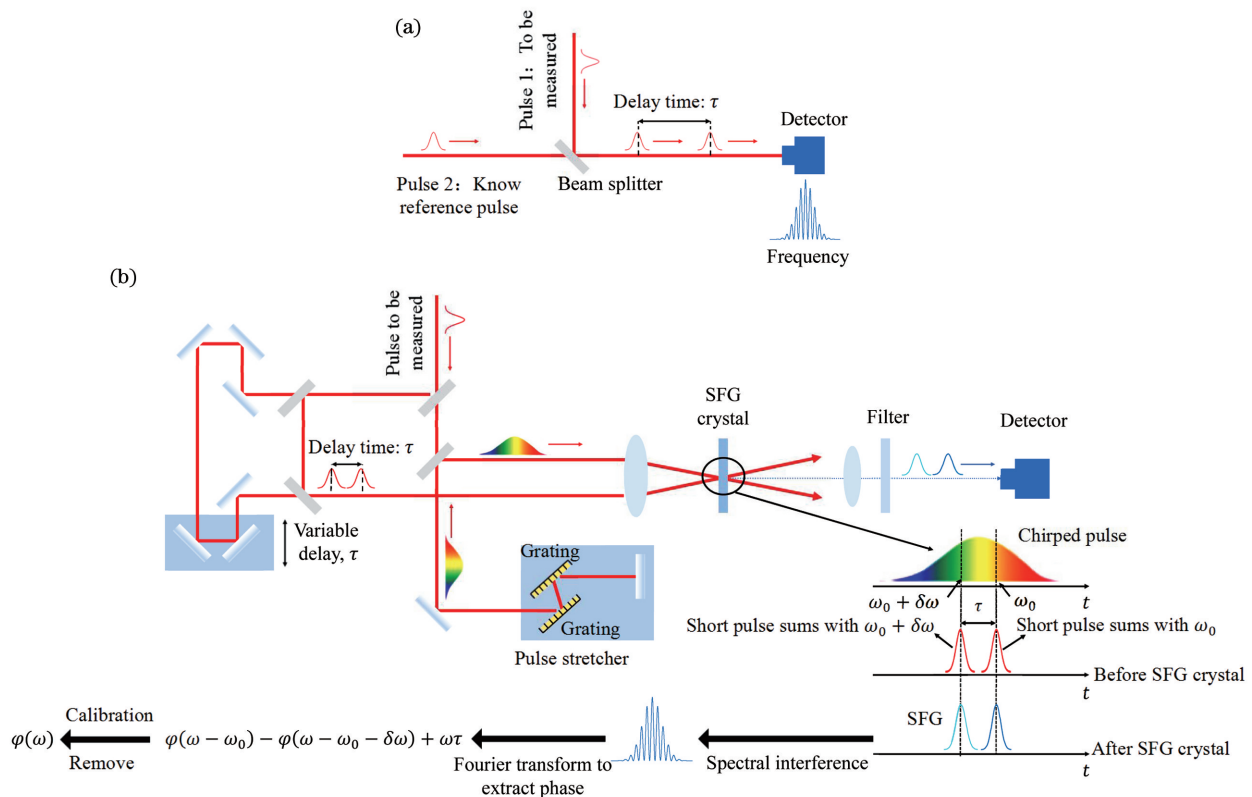 (a)
Pulse 1：To be
measured
Delay time: τ
Detector
Pulse 2：Know
reference pulse
Beam splitter
Frequency
(b)
Pulse to be
measured
SFG
crystal
Filter
Detector
Delay time: τ
Variable
delay, τ
Grating
Grating
Pulse stretcher
Chirped pulse
ω₀ + δω
ω₀
t
τ
Short pulse sums with ω₀ + δω
Short pulse sums with ω₀
Before SFG crystal
t
SFG
After SFG crystal
t
φ(ω)
Calibration
Remove
φ(ω − ω₀) − φ(ω − ω₀ − δω) + ωτ
Fourier transform to
extract phase
Spectral interference